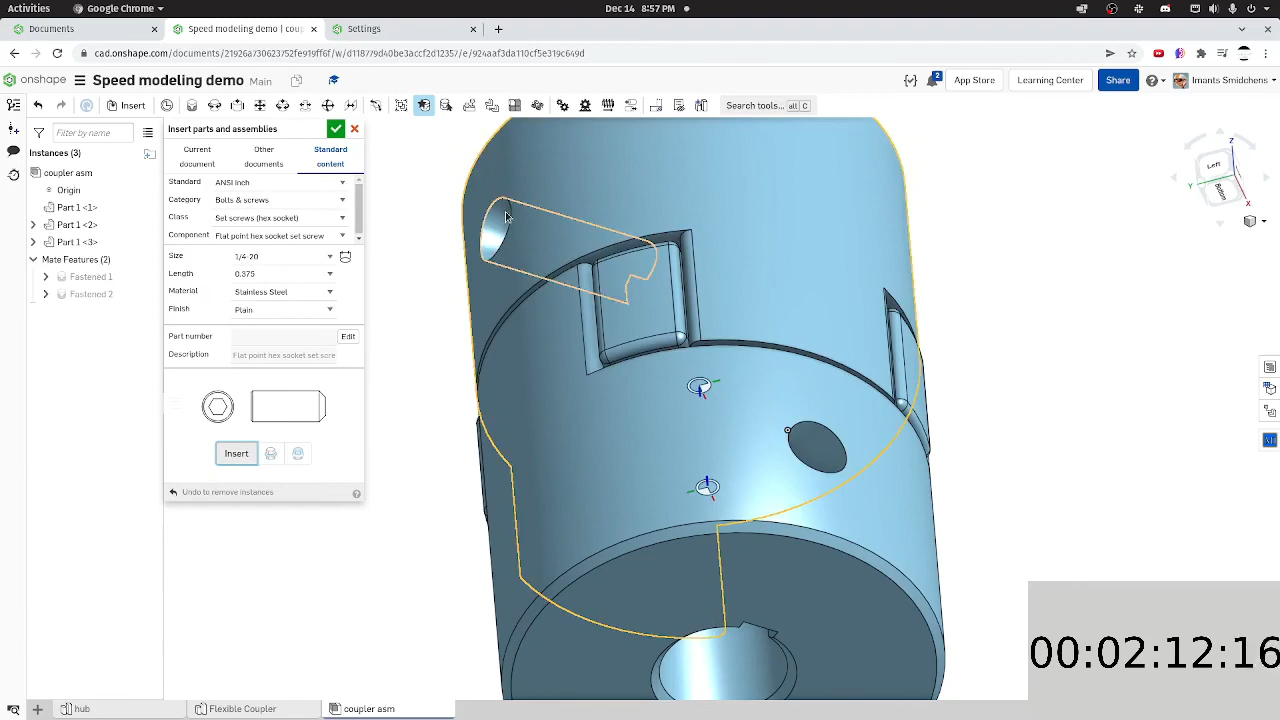 Activities
Google Chrome
Dec 14 8:57 PM
Documents
Speed modeling demo | coup
Settings
cad.onshape.com/documents/21926a730623752fe919ff6f/w/d118779d40be3accf2d12357/e/924aaf3da110cf5e319c649d
onshape
Speed modeling demo Main
2
App Store
Learning Center
Share
Imants Smidchens
Insert
Search tools... alt C
Filter by name
Instances (3)
coupler asm
Origin
Part 1 <1>
Part 1 <2>
Part 1 <3>
Mate Features (2)
Fastened 1
Fastened 2
Insert parts and assemblies
Current document
Other documents
Standard content
Standard ANSI Inch
Category Bolts & screws
Class Set screws (hex socket)
Component Flat point hex socket set screw
Size 1/4-20
Length 0.375
Material Stainless Steel
Finish Plain
Part number Edit
Description Flat point hex socket set scre
Insert
Undo to remove instances
Z
Left
Y
Bottom
X
00:02:12:16
hub
Flexible Coupler
coupler asm